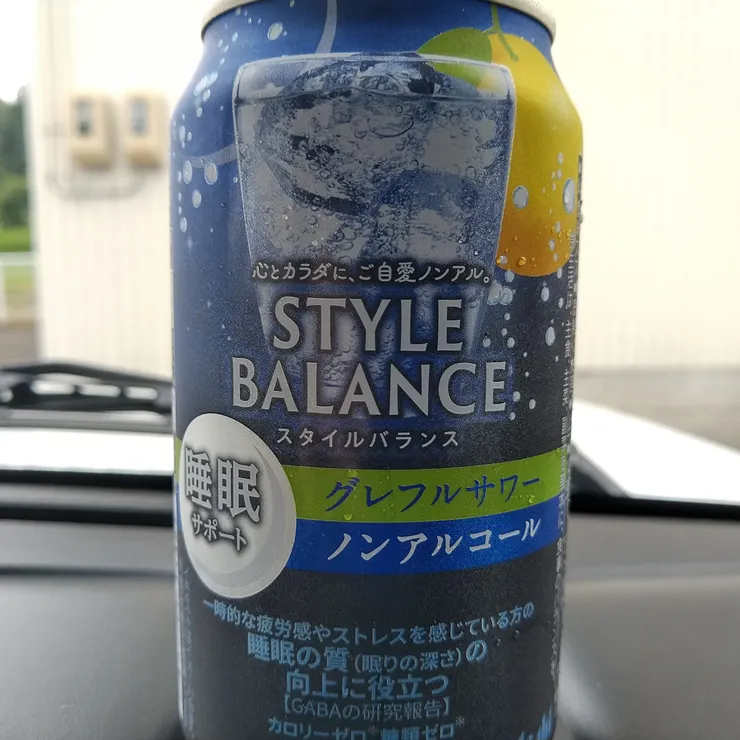 心とカラダに、ご自愛ノンアル。
STYLE
BALANCE
スタイルバランス
睡眠
サポート
グレフルサワー
ノンアルコール
一時的な疲労感やストレスを感じている方の
睡眠の質(眠りの深さ)の
向上に役立つ
【GABAの研究報告】
カロリーゼロ※糖類ゼロ※